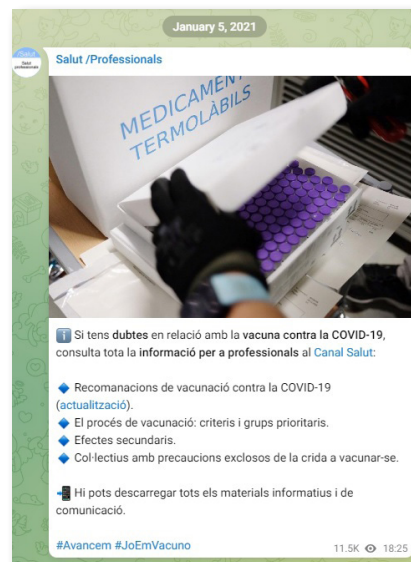 January 5, 2021
Salut /Professionals
MEDICAMENT
TERMOLÀBILS
ℹ️ Si tens dubtes en relació amb la vacuna contra la COVID-19,
consulta tota la informació per a professionals al Canal Salut:
🔹 Recomanacions de vacunació contra la COVID-19
(actualització).
🔹 El procés de vacunació: criteris i grups prioritaris.
🔹 Efectes secundaris.
🔹 Col·lectius amb precaucions exclosos de la crida a vacunar-se.
📲 Hi pots descarregar tots els materials informatius i de
comunicació.
#Avancem #JoEmVacuno
11.5K 18:25